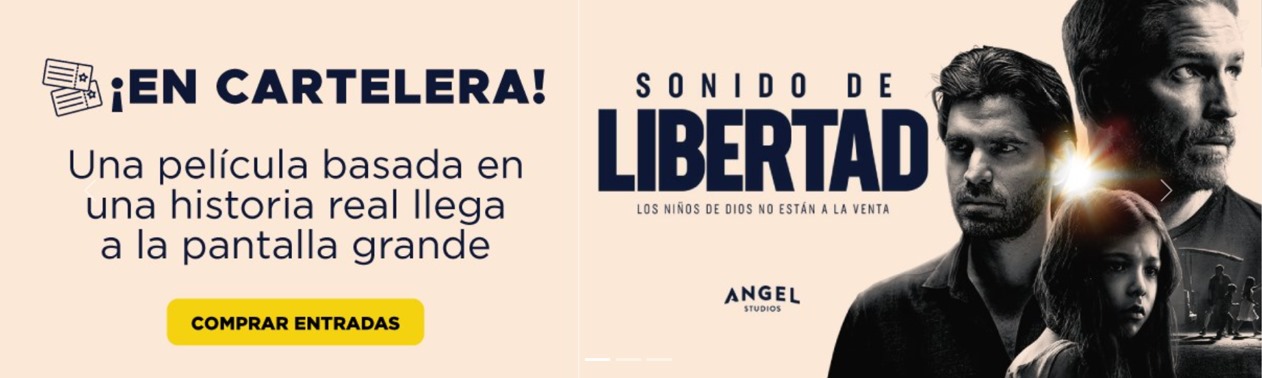 ¡EN CARTELERA!
Una película basada en
una historia real llega
a la pantalla grande
COMPRAR ENTRADAS
SONIDO DE
LIBERTAD
LOS NIÑOS DE DIOS NO ESTÁN A LA VENTA
ANGEL
STUDIOS